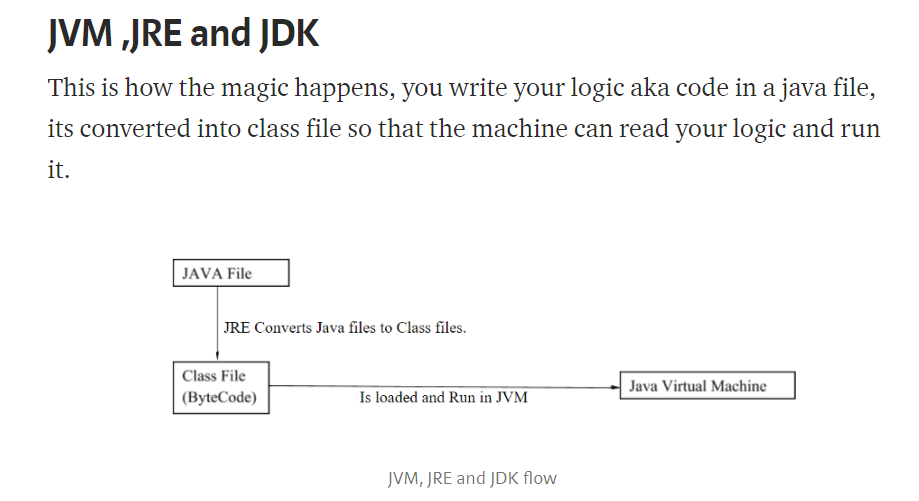 JVM ,JRE and JDK
This is how the magic happens, you write your logic aka code in a java file,
its converted into class file so that the machine can read your logic and run
it.
JAVA File
JRE Converts Java files to Class files.
Class File
(ByteCode)
Is loaded and Run in JVM
Java Virtual Machine
JVM, JRE and JDK flow